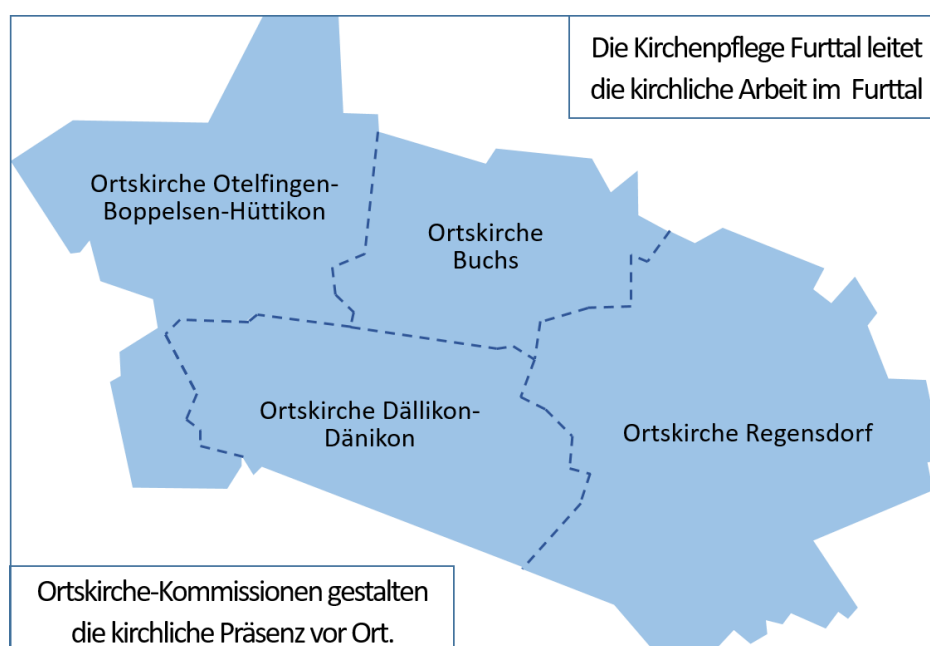 Die Kirchenpflege Furttal leitet
die kirchliche Arbeit im Furttal
Ortskirche Otelfingen-
Boppelsen-Hüttikon
Ortskirche
Buchs
Ortskirche Dällikon-
Dänikon
Ortskirche Regensdorf
Ortskirche-Kommissionen gestalten
die kirchliche Präsenz vor Ort.